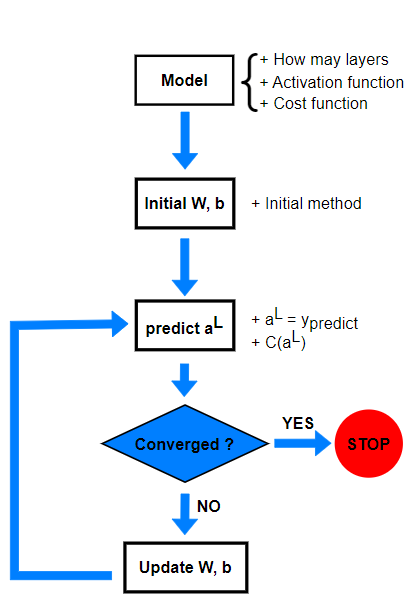 Model
+ How may layers
+ Activation function
+ Cost function
Initial W, b
+ Initial method
predict aᴸ
+ aᴸ = y_predict
+ C(aᴸ)
Converged ?
YES
STOP
NO
Update W, b